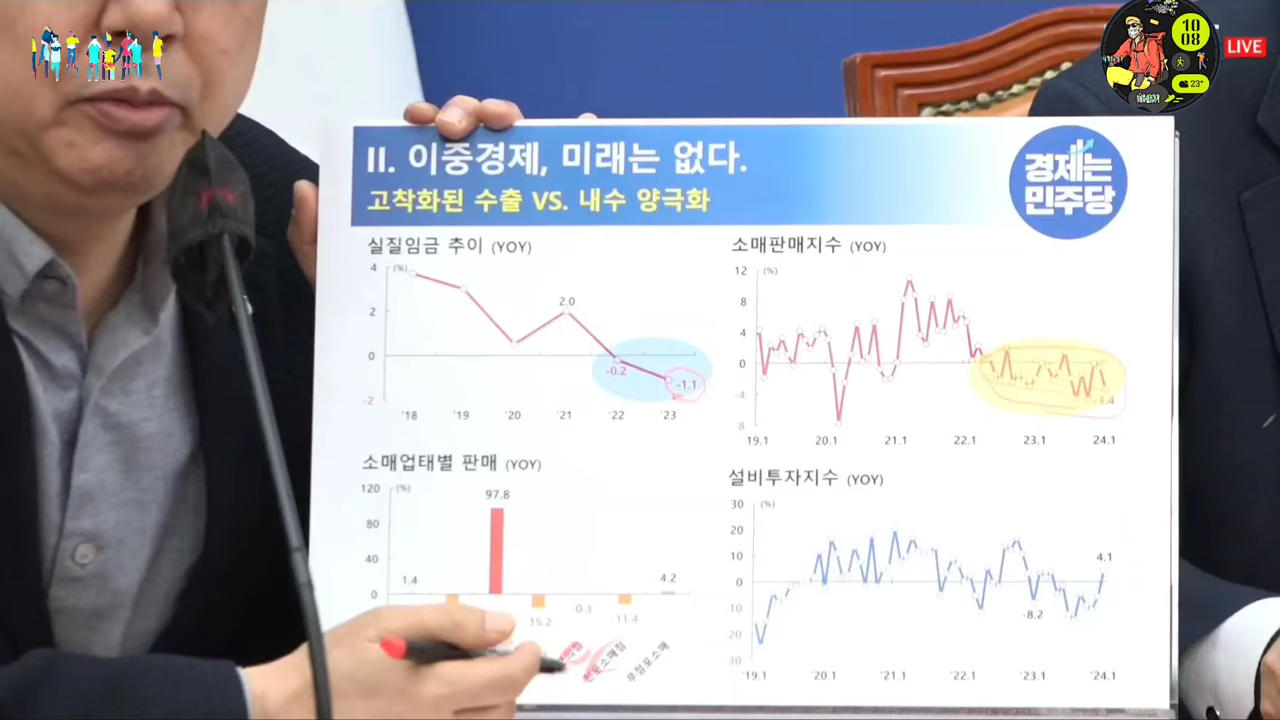 10
08
23°
LIVE
II. 이중경제, 미래는 없다.
고착화된 수출 VS. 내수 양극화
경제는
민주당
실질임금 추이 (YOY)
4 (%)
2
0
-2
2.0
-0.2
-1.1
'18 '19 '20 '21 '22 '23
소매판매지수 (YOY)
12 (%)
8
4
0
-4
8
-3.4
19.1 20.1 21.1 22.1 23.1 24.1
소매업태별 판매 (YOY)
120 (%)
80
40
0
1.4
97.8
15.2
-0.3
-11.4
4.2
무점포소매
설비투자지수 (YOY)
30 (%)
20
10
0
10
20
30
-8.2
4.1
'19.1 '20.1 '21.1 '22.1 '23.1 '24.1